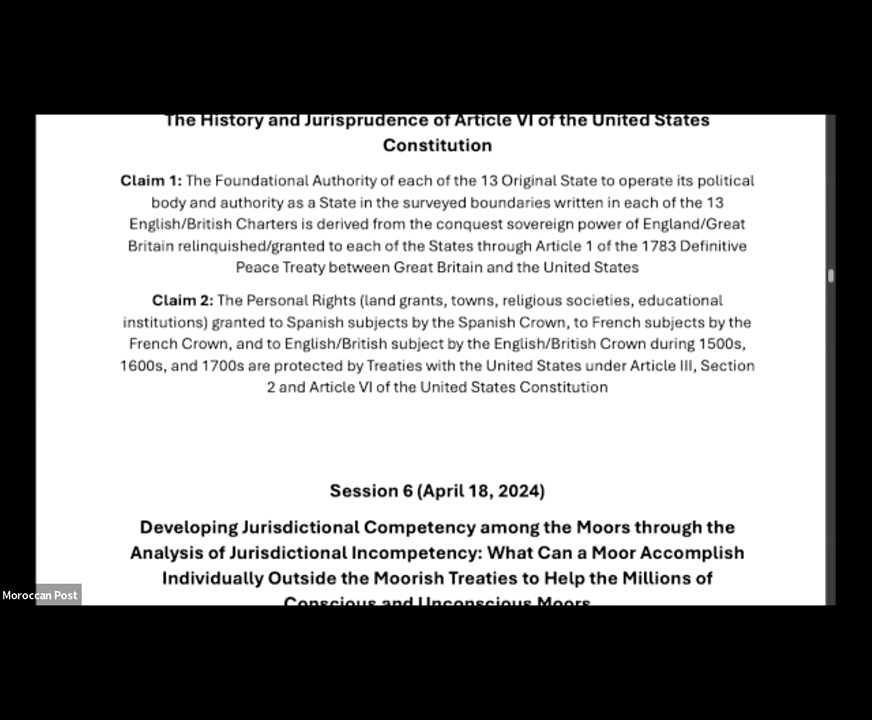 The History and Jurisprudence of Article VI of the United States
Constitution
Claim 1: The Foundational Authority of each of the 13 Original State to operate its political
body and authority as a State in the surveyed boundaries written in each of the 13
English/British Charters is derived from the conquest sovereign power of England/Great
Britain relinquished/granted to each of the States through Article 1 of the 1783 Definitive
Peace Treaty between Great Britain and the United States
Claim 2: The Personal Rights (land grants, towns, religious societies, educational
institutions) granted to Spanish subjects by the Spanish Crown, to French subjects by the
French Crown, and to English/British subject by the English/British Crown during 1500s,
1600s, and 1700s are protected by Treaties with the United States under Article III, Section
2 and Article VI of the United States Constitution
Session 6 (April 18, 2024)
Developing Jurisdictional Competency among the Moors through the
Analysis of Jurisdictional Incompetency: What Can a Moor Accomplish
Individually Outside the Moorish Treaties to Help the Millions of
Conscious and Unconscious Moors
Moroccan Post